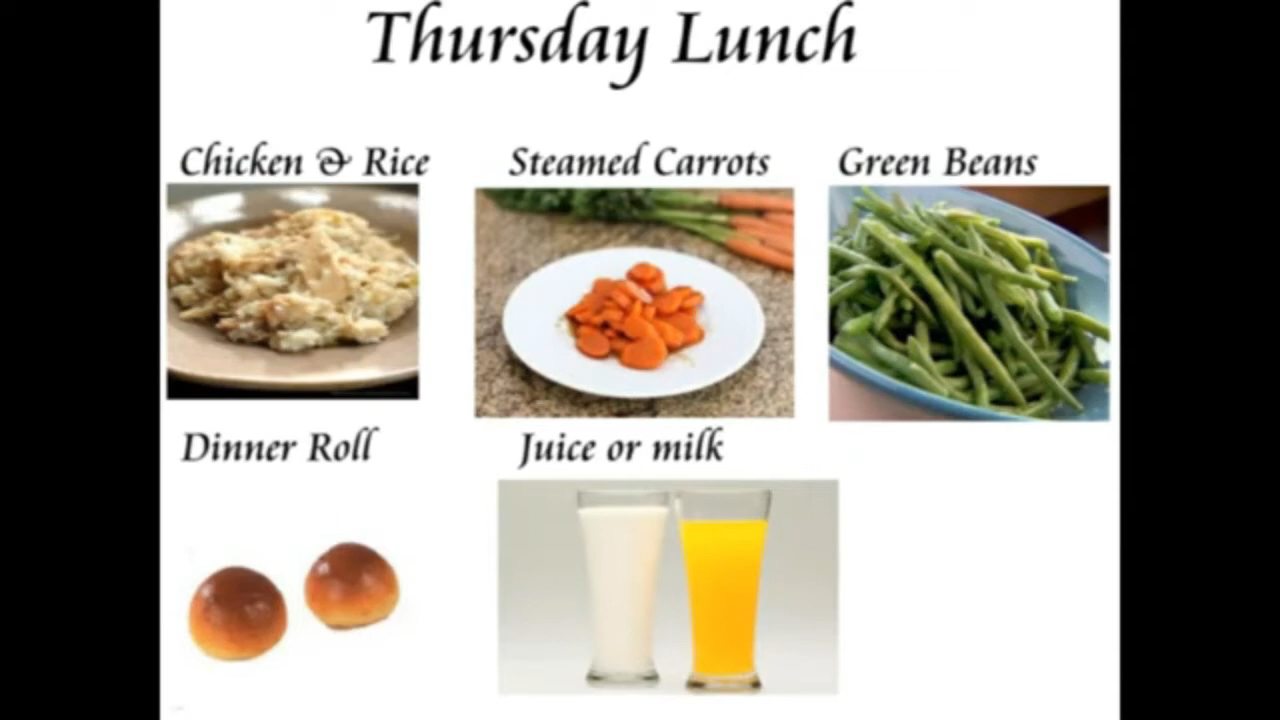 Thursday Lunch
Chicken & Rice
Steamed Carrots
Green Beans
Dinner Roll
Juice or milk